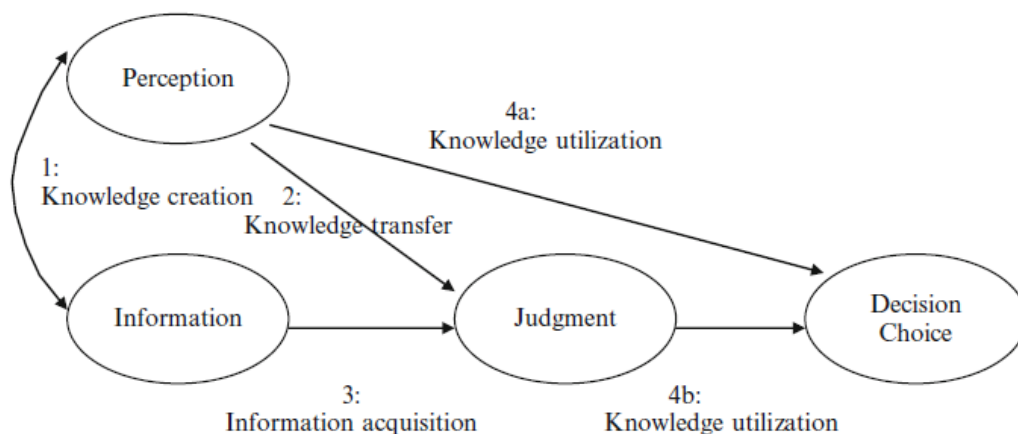 Perception
4a:
Knowledge utilization
1:
Knowledge creation
2:
Knowledge transfer
Information
Judgment
Decision
Choice
3:
Information acquisition
4b:
Knowledge utilization